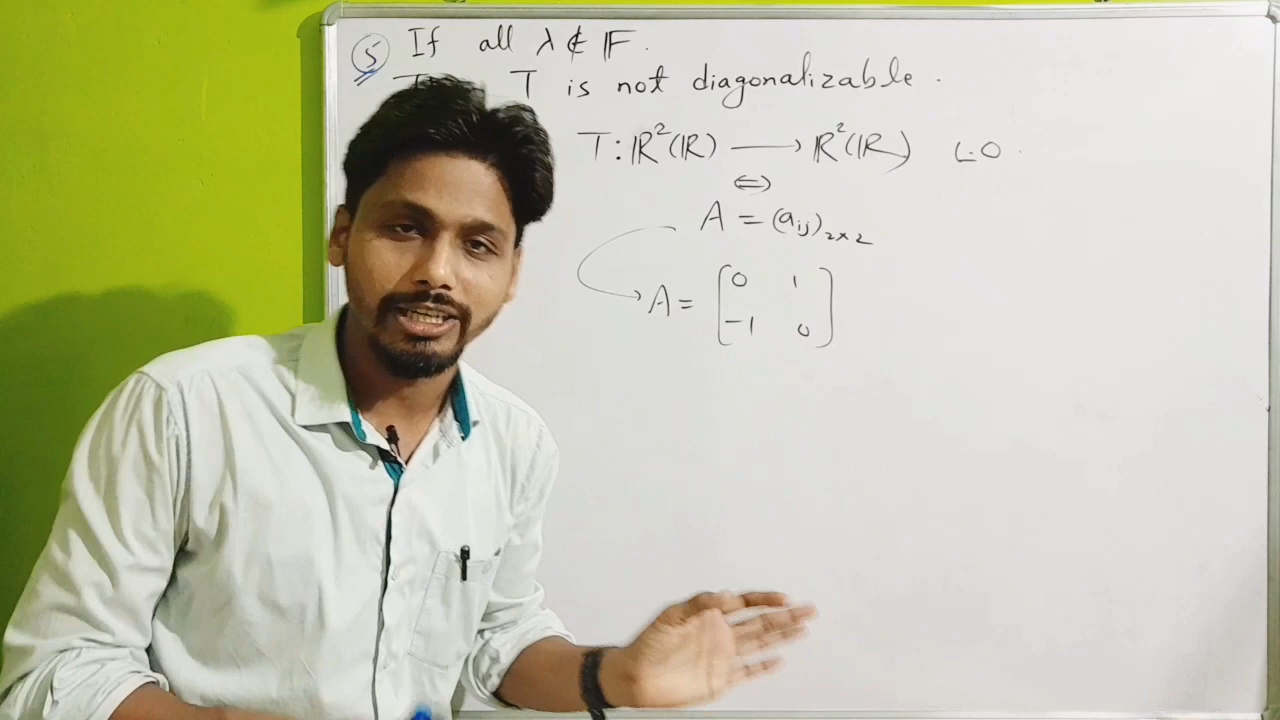 ⑤ If all λ ∉ F.
T is not diagonalizable.
T: ℝ²(ℝ) ⟶ ℝ²(ℝ) L.O.
⇔
A = (aᵢⱼ)₂ₓ₂
A = [0 1
-1 0]